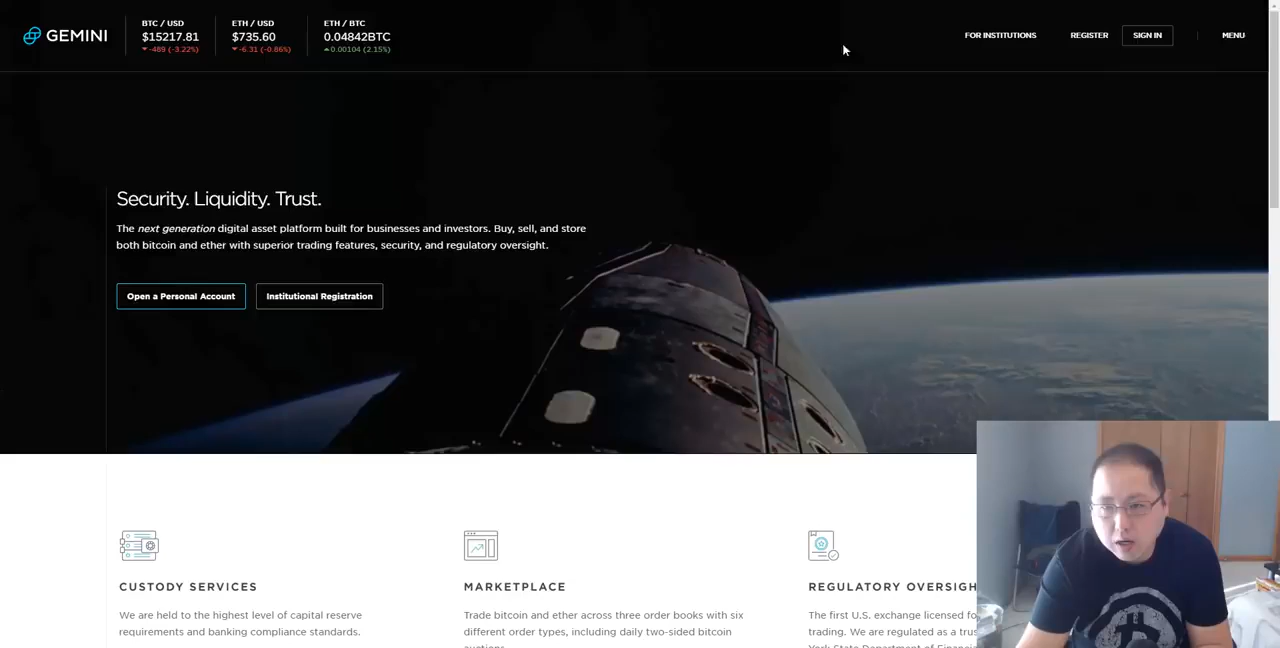 GEMINI
BTC / USD
$15217.81
-489 (-3.22%)
ETH / USD
$735.60
-6.31 (-0.86%)
ETH / BTC
0.04842BTC
0.00104 (2.15%)
FOR INSTITUTIONS
REGISTER
SIGN IN
MENU
Security. Liquidity. Trust.
The next generation digital asset platform built for businesses and investors. Buy, sell, and store
both bitcoin and ether with superior trading features, security, and regulatory oversight.
Open a Personal Account
Institutional Registration
CUSTODY SERVICES
We are held to the highest level of capital reserve
requirements and banking compliance standards.
MARKETPLACE
Trade bitcoin and ether across three order books with six
different order types, including daily two-sided bitcoin
auctions.
REGULATORY OVERSIGH
The first U.S. exchange licensed fo
trading. We are regulated as a trus
York State Department of Financia